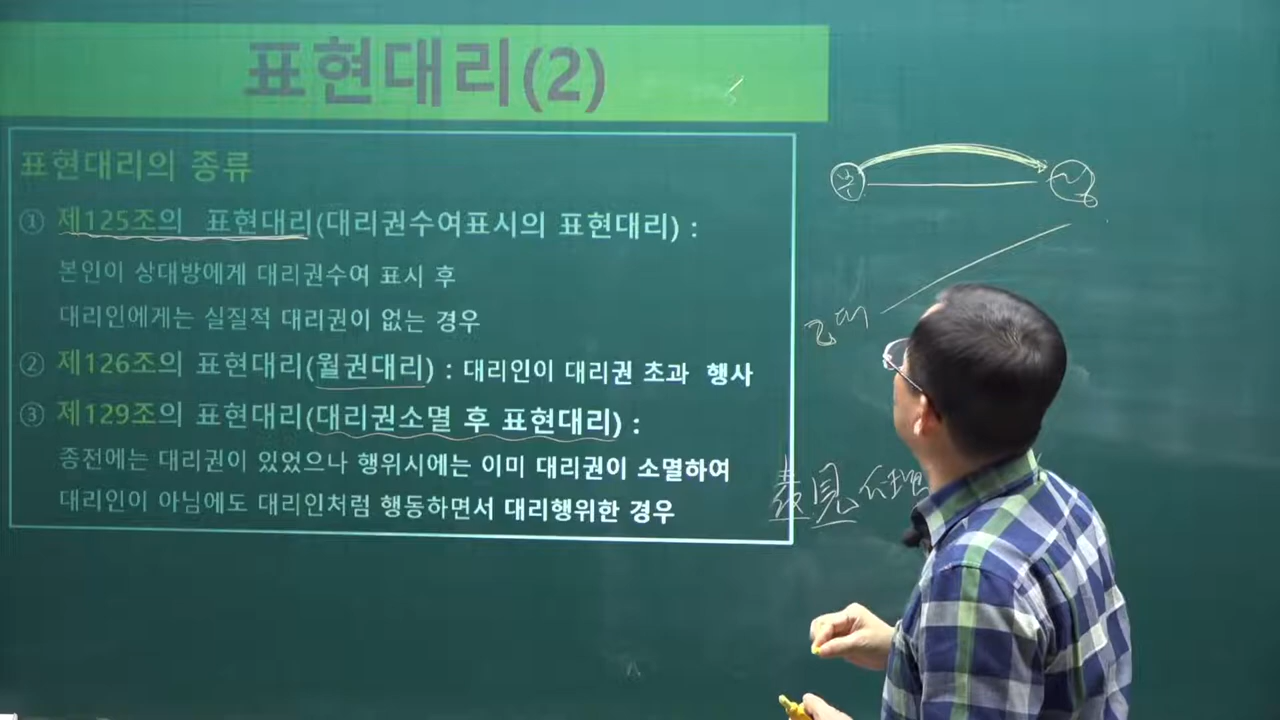 표현대리(2)
표현대리의 종류
① 제125조의 표현대리(대리권수여표시의 표현대리) :
본인이 상대방에게 대리권수여 표시 후
대리인에게는 실질적 대리권이 없는 경우
② 제126조의 표현대리(월권대리) : 대리인이 대리권 초과 행사
③ 제129조의 표현대리(대리권소멸 후 표현대리) :
종전에는 대리권이 있었으나 행위시에는 이미 대리권이 소멸하여
대리인이 아님에도 대리인처럼 행동하면서 대리행위한 경우
表見